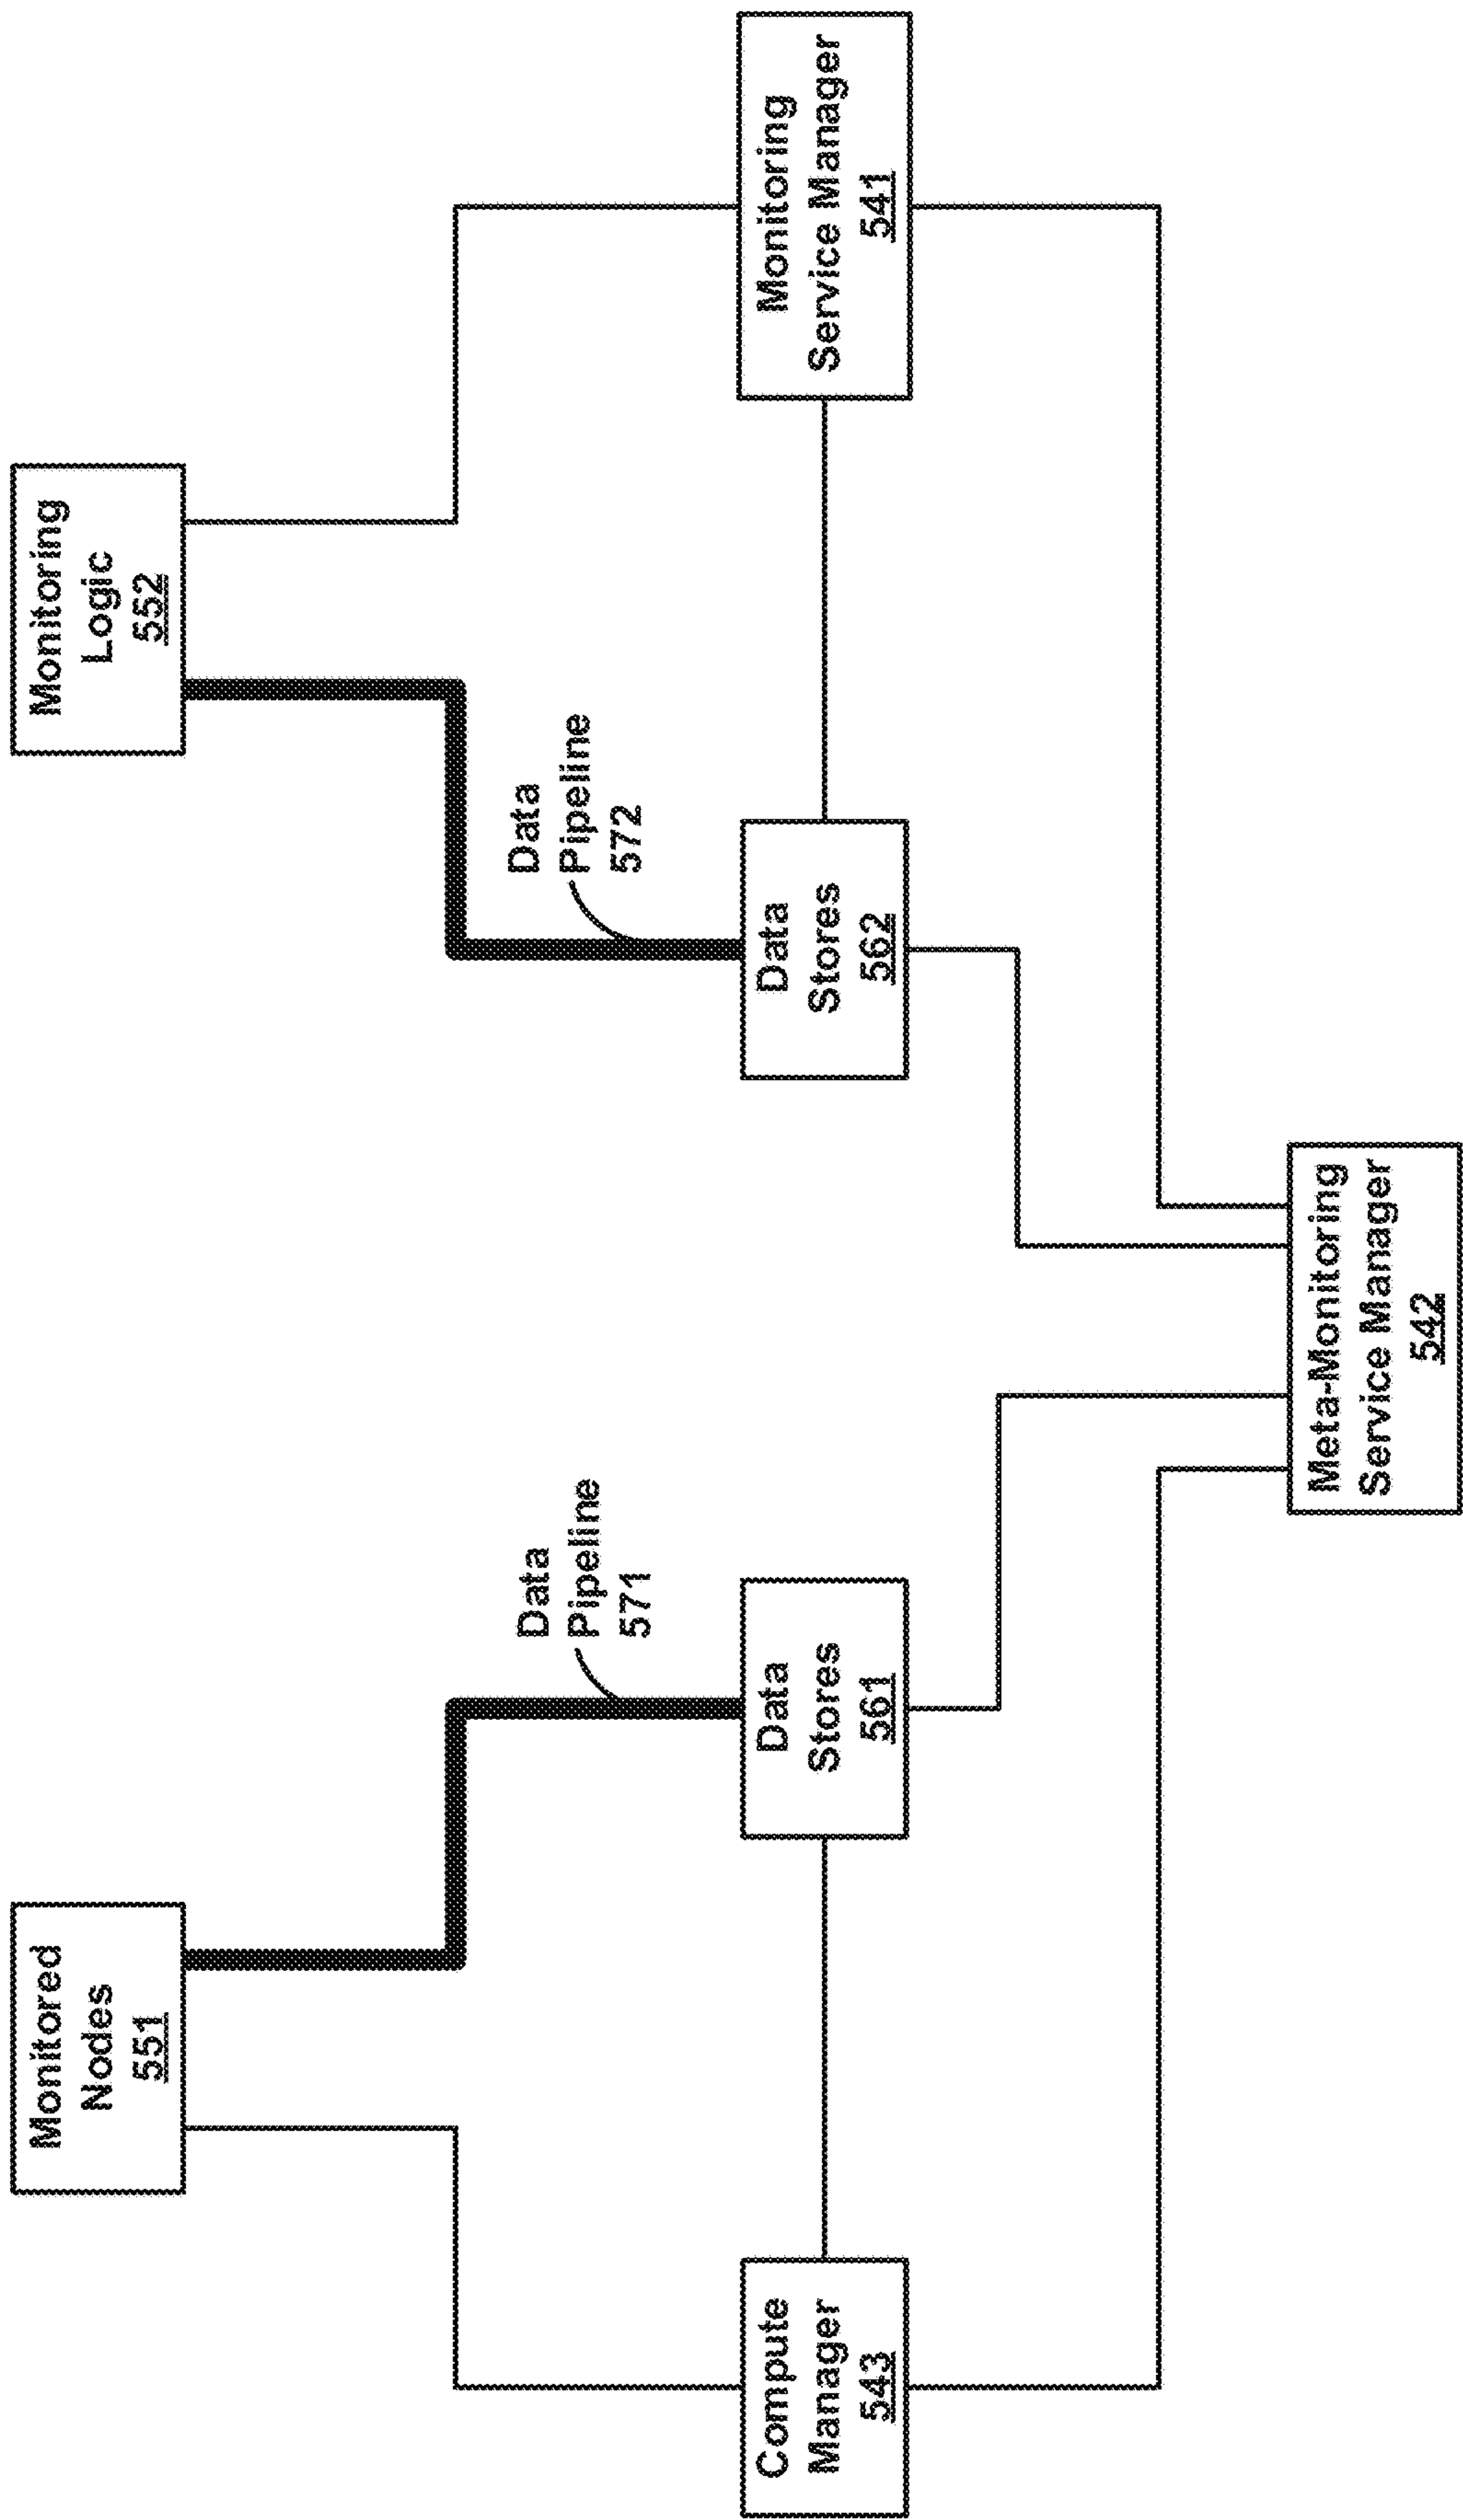 Monitored
Nodes
551
Monitoring
Logic
552
Data
Pipeline
571
Data
Pipeline
572
Compute
Manager
543
Data
Stores
561
Data
Stores
562
Monitoring
Service Manager
541
Meta-Monitoring
Service Manager
542